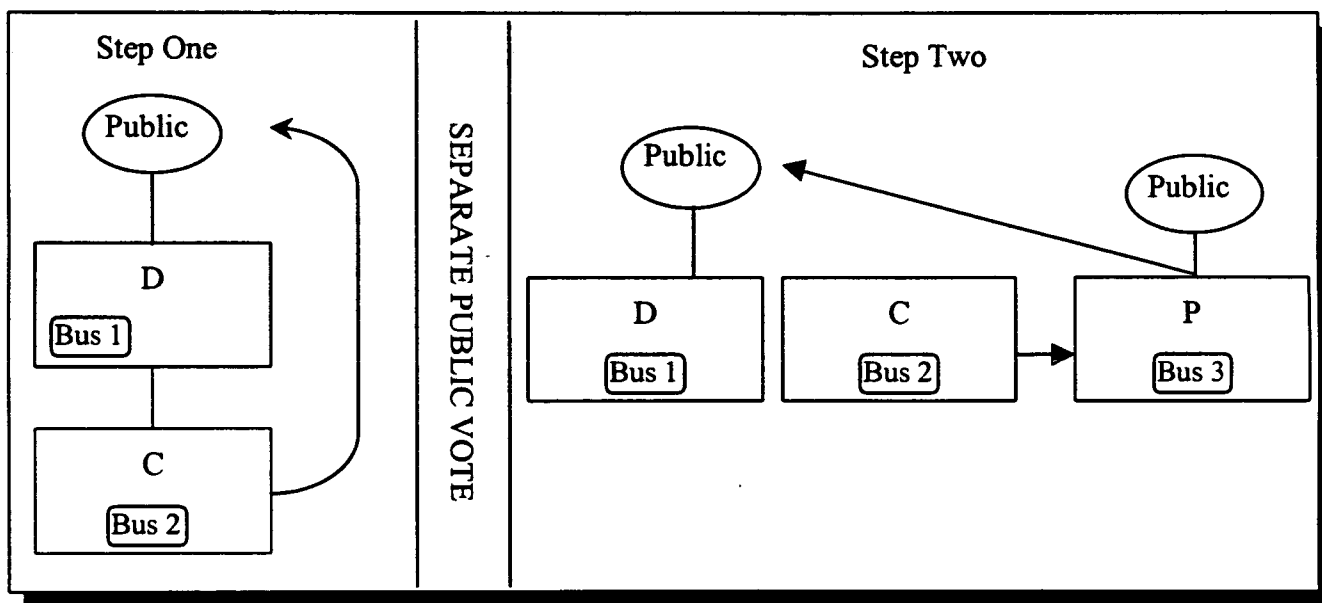 Step One
Public
D
Bus 1
C
Bus 2
SEPARATE PUBLIC VOTE
Step Two
Public
Public
D
Bus 1
C
Bus 2
P
Bus 3